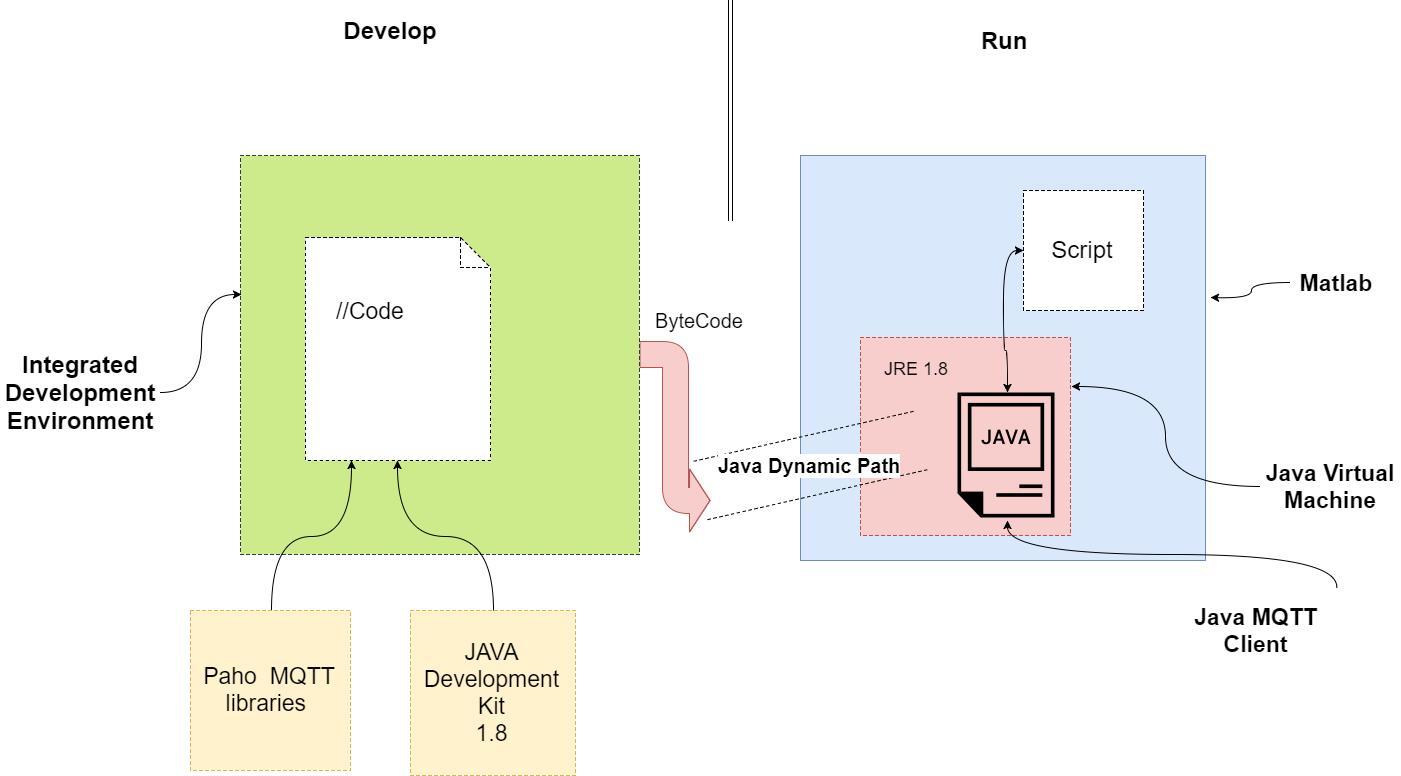 Develop
Run
Script
Matlab
//Code
ByteCode
Integrated
Development
Environment
JRE 1.8
JAVA
Java Dynamic Path
Java Virtual
Machine
Java MQTT
Client
Paho  MQTT
libraries
JAVA
Development
Kit
1.8